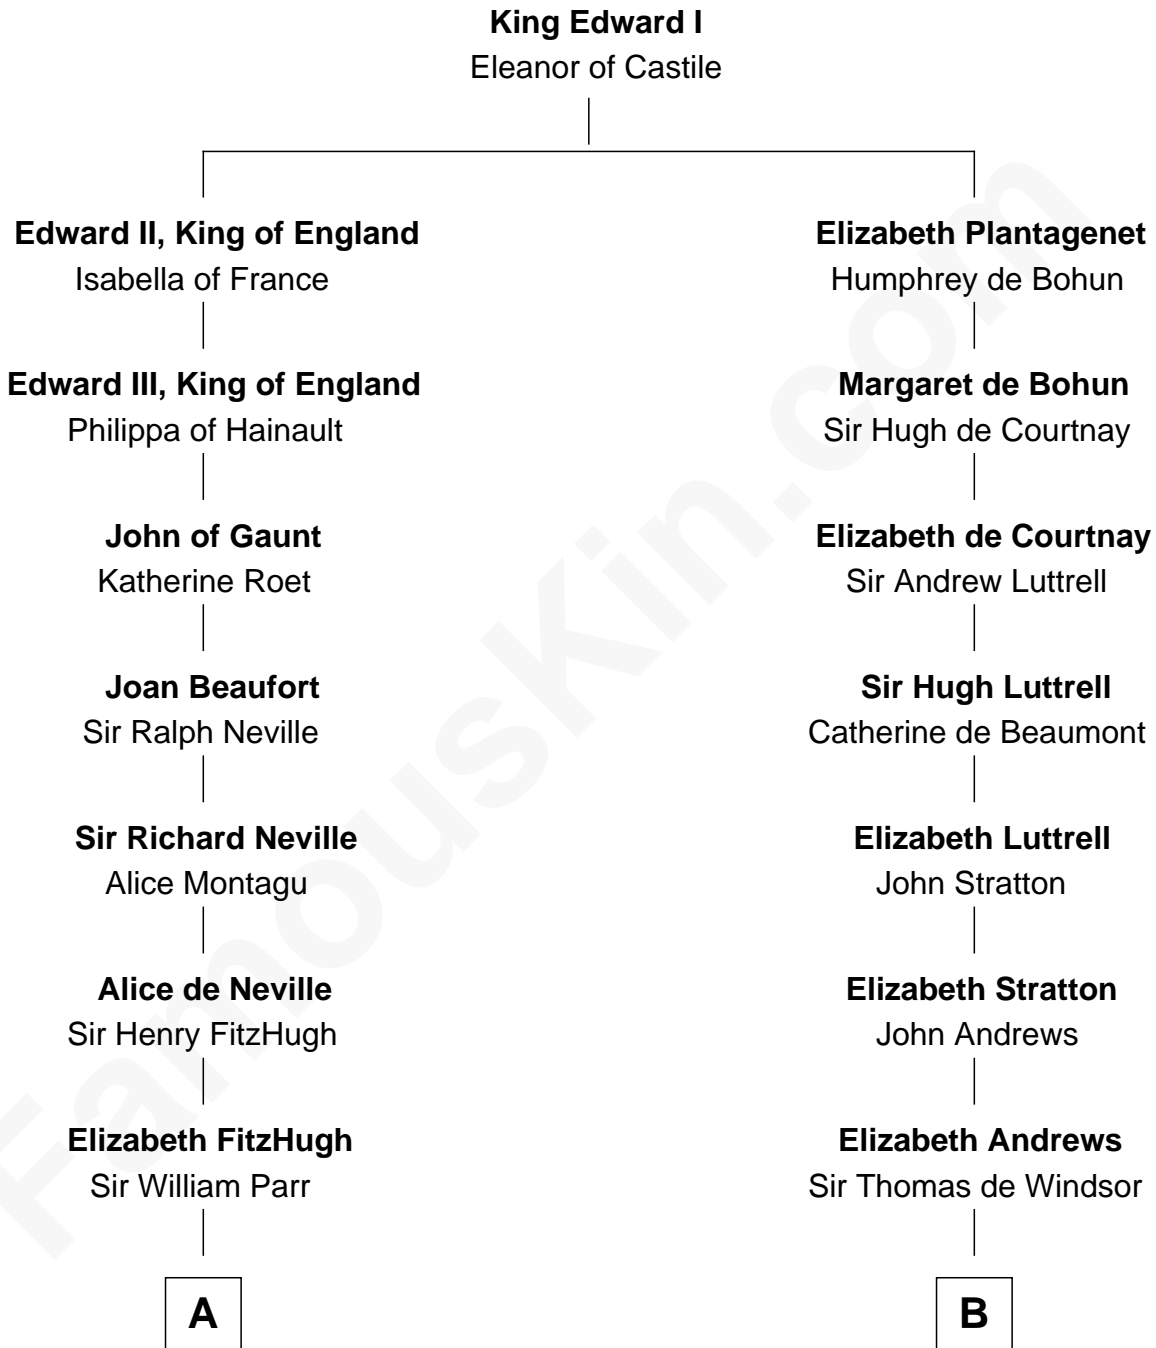 King Edward I
Eleanor of Castile
Edward II, King of England
Isabella of France
Elizabeth Plantagenet
Humphrey de Bohun
Edward III, King of England
Philippa of Hainault
Margaret de Bohun
Sir Hugh de Courtnay
John of Gaunt
Katherine Roet
Elizabeth de Courtnay
Sir Andrew Luttrell
Joan Beaufort
Sir Ralph Neville
Sir Hugh Luttrell
Catherine de Beaumont
Sir Richard Neville
Alice Montagu
Elizabeth Luttrell
John Stratton
Alice de Neville
Sir Henry FitzHugh
Elizabeth Stratton
John Andrews
Elizabeth FitzHugh
Sir William Parr
Elizabeth Andrews
Sir Thomas de Windsor
A
B
FamousKin.com